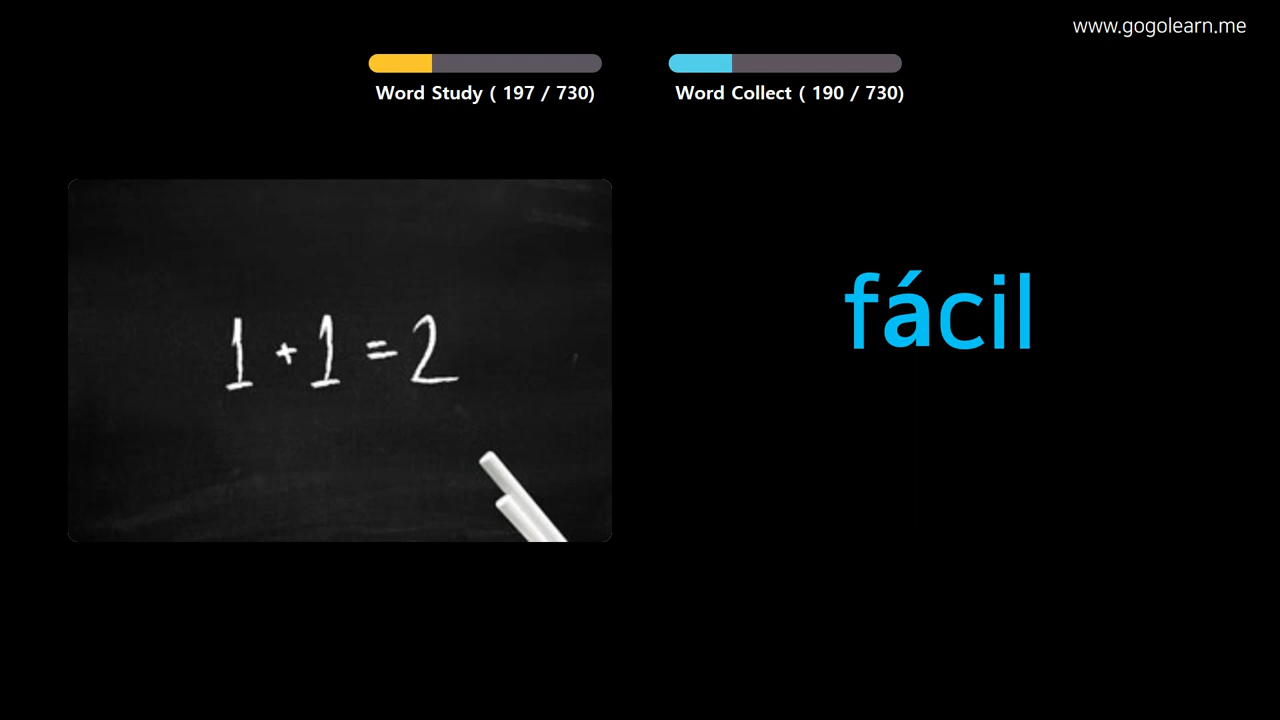 www.gogolearn.me
Word Study ( 197 / 730)
Word Collect ( 190 / 730)
1 + 1 = 2
fácil